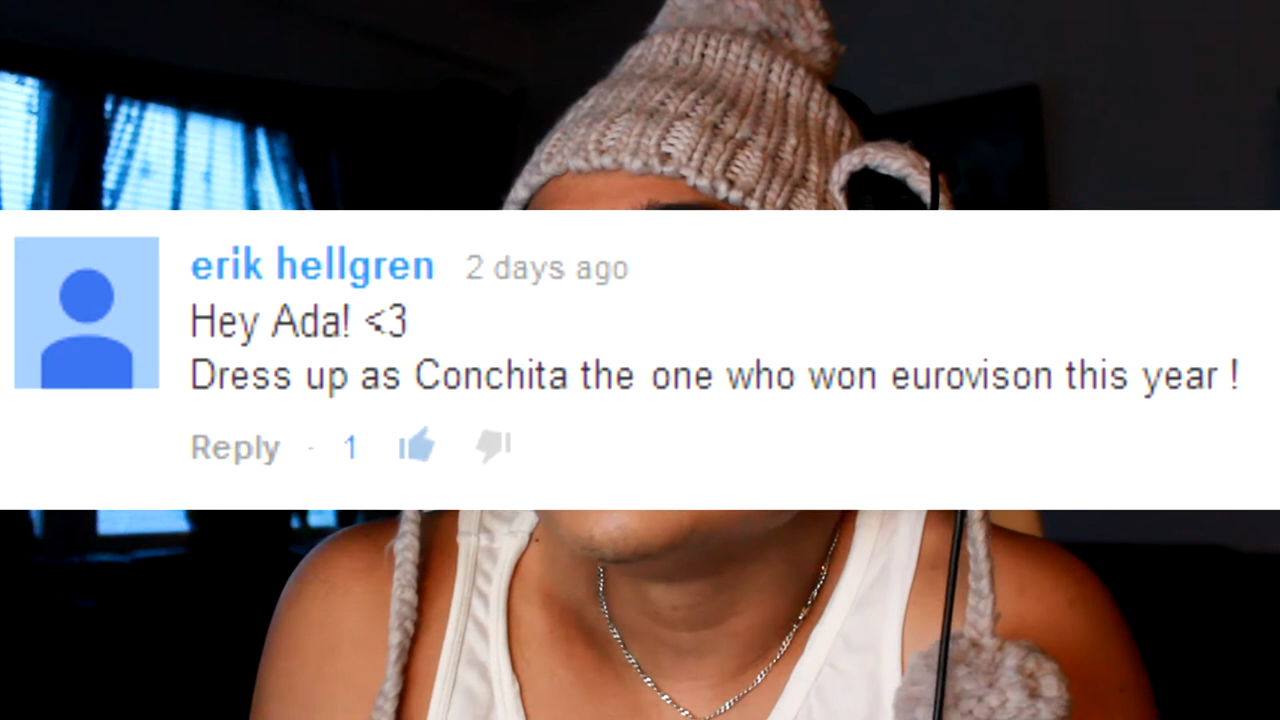 erik hellgren 2 days ago
Hey Ada! <3
Dress up as Conchita the one who won eurovison this year !
Reply · 1